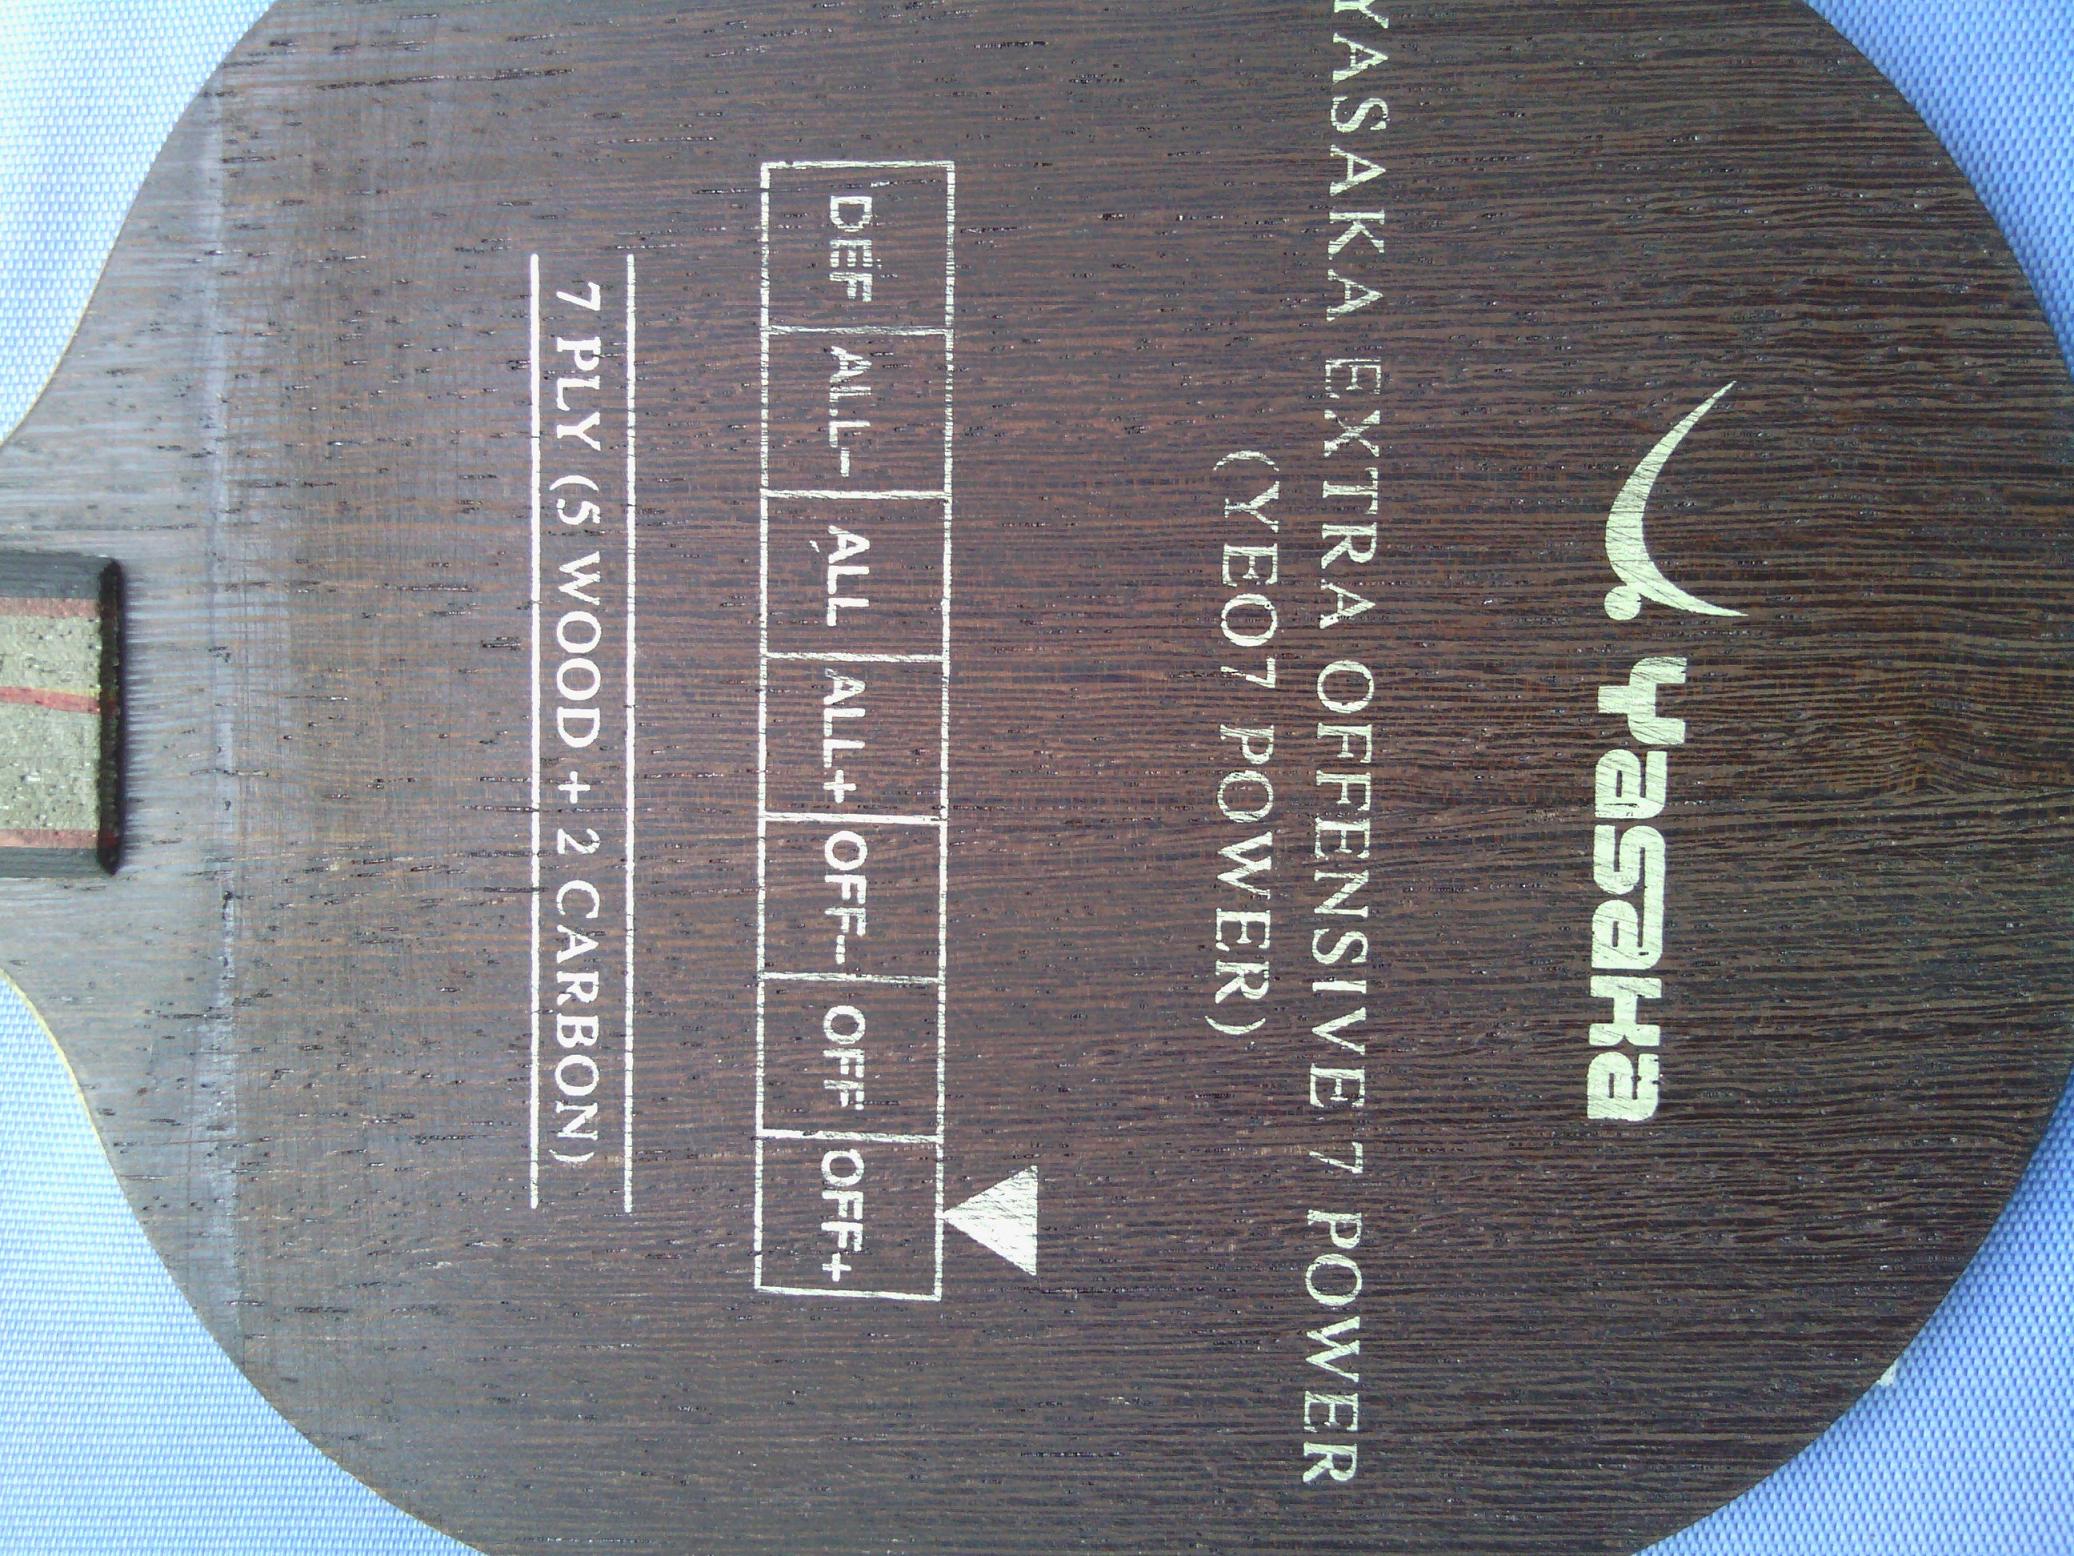 Yasaka
YASAKA EXTRA OFFENSIVE 7 POWER
(YEO7 POWER)
DEF ALL- ALL ALL+ OFF- OFF OFF+
7 PLY (5 WOOD + 2 CARBON)